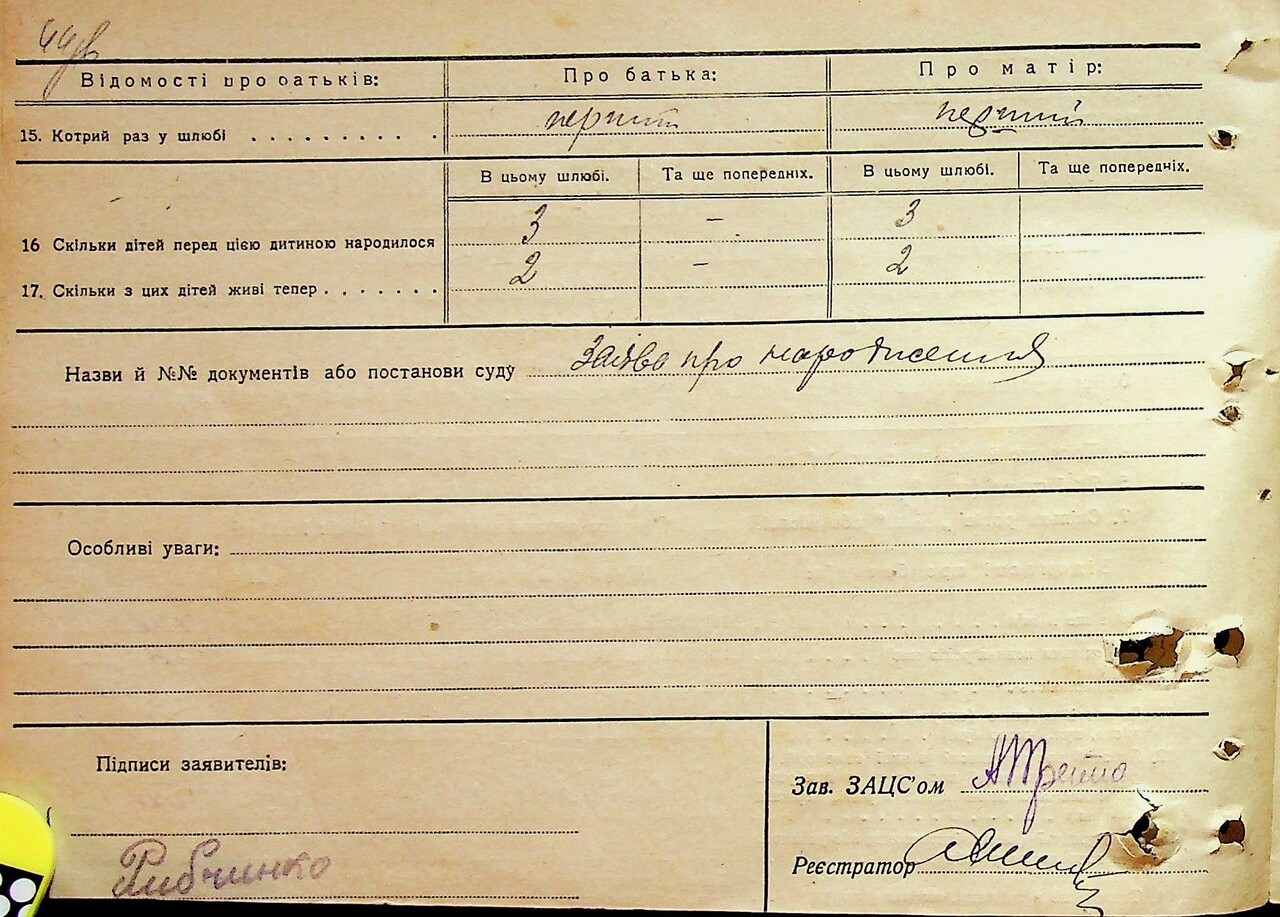 Відомості про батьків: Про батька: Про матір:
15. Котрий раз у шлюбі . . . . . . . . . . перший перший
В цьому шлюбі. Та ще попередніх. В цьому шлюбі. Та ще попередніх.
16 Скільки дітей перед цією дитиною народилося 3 – 3
17. Скільки з цих дітей живі тепер . . . . . . . 2 – 2
Назви й №№ документів або постанови суду Заява про народження
Особливі уваги:
Підписи заявителів:
Зав. ЗАЦС'ом
Реєстратор
Рибчинко